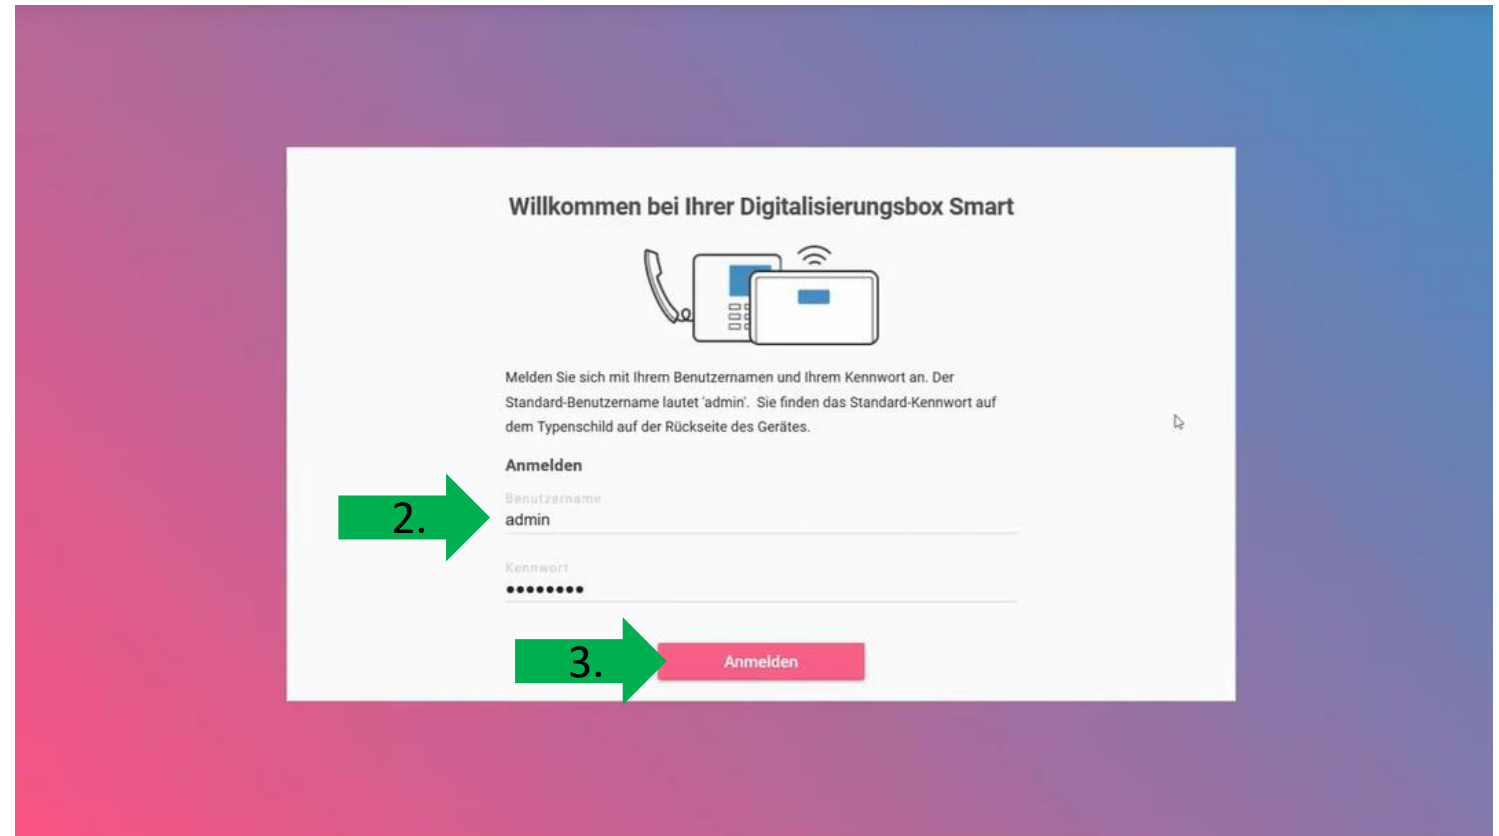 Willkommen bei Ihrer Digitalisierungsbox Smart
Melden Sie sich mit Ihrem Benutzernamen und Ihrem Kennwort an. Der
Standard-Benutzername lautet 'admin'. Sie finden das Standard-Kennwort auf
dem Typenschild auf der Rückseite des Gerätes.
Anmelden
Benutzername
2.
admin
Kennwort
••••••••
3.
Anmelden